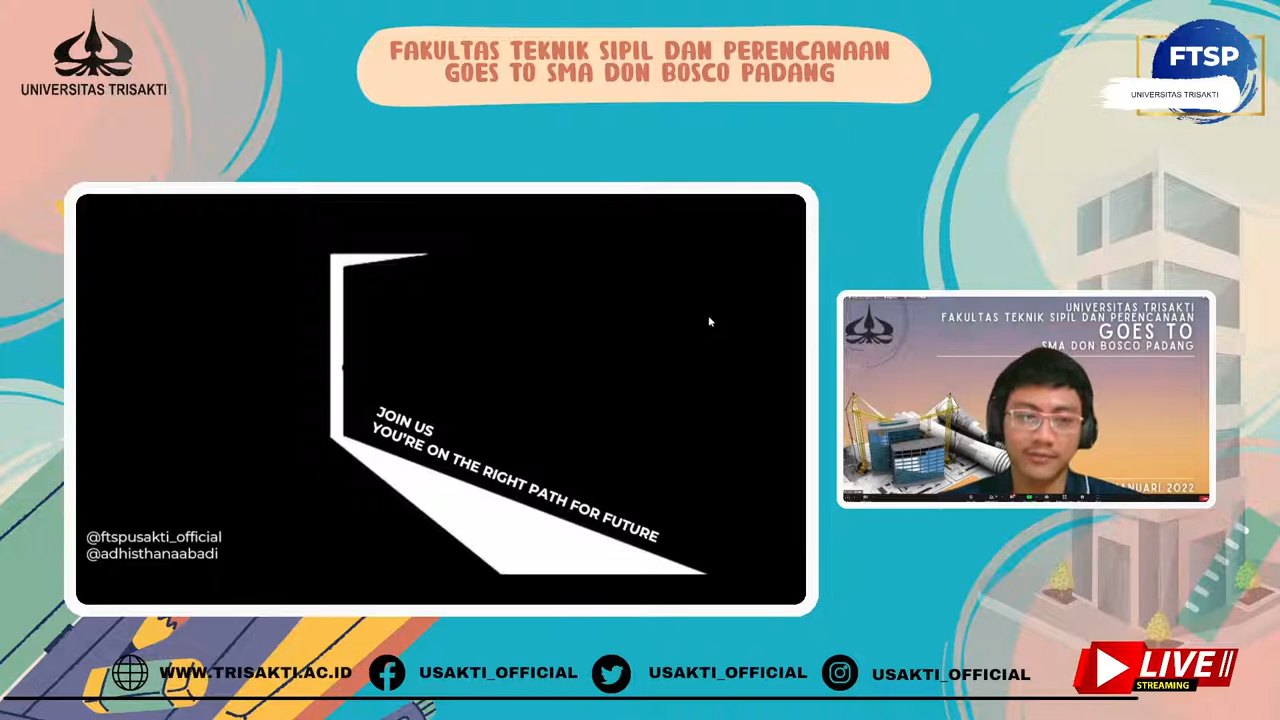 UNIVERSITAS TRISAKTI
FAKULTAS TEKNIK SIPIL DAN PERENCANAAN
GOES TO SMA DON BOSCO PADANG
FTSP
UNIVERSITAS TRISAKTI
JOIN US
YOU'RE ON THE RIGHT PATH FOR FUTURE
@ftspusakti_official
@adhisthanaabadi
UNIVERSITAS TRISAKTI
FAKULTAS TEKNIK SIPIL DAN PERENCANAAN
GOES TO
SMA DON BOSCO PADANG
ANUARI 2022
WWW.TRISAKTI.AC.ID
USAKTI_OFFICIAL
USAKTI_OFFICIAL
USAKTI_OFFICIAL
LIVE
STREAMING